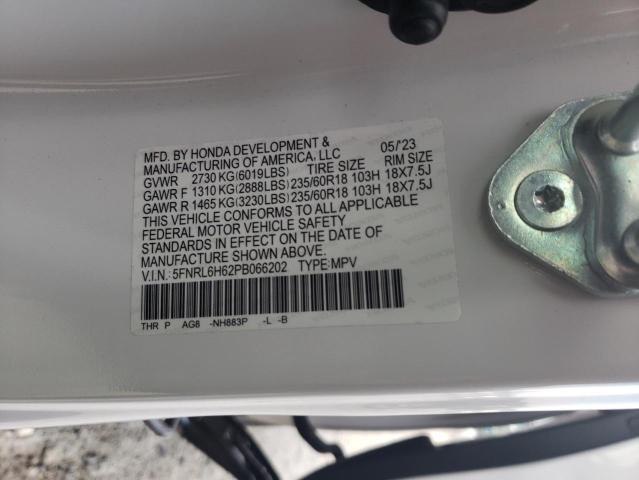 MFD. BY HONDA DEVELOPMENT &
MANUFACTURING OF AMERICA, LLC 05/'23
GVWR 2730 KG(6019LBS) TIRE SIZE RIM SIZE
GAWR F 1310 KG(2888LBS)235/60R18 103H 18X7.5J
GAWR R 1465 KG(3230LBS)235/60R18 103H 18X7.5J
THIS VEHICLE CONFORMS TO ALL APPLICABLE
FEDERAL MOTOR VEHICLE SAFETY
STANDARDS IN EFFECT ON THE DATE OF
MANUFACTURE SHOWN ABOVE.
V.I.N.: 5FNRL6H62PB066202 TYPE:MPV
THR P AG8 -NH883P -L -B